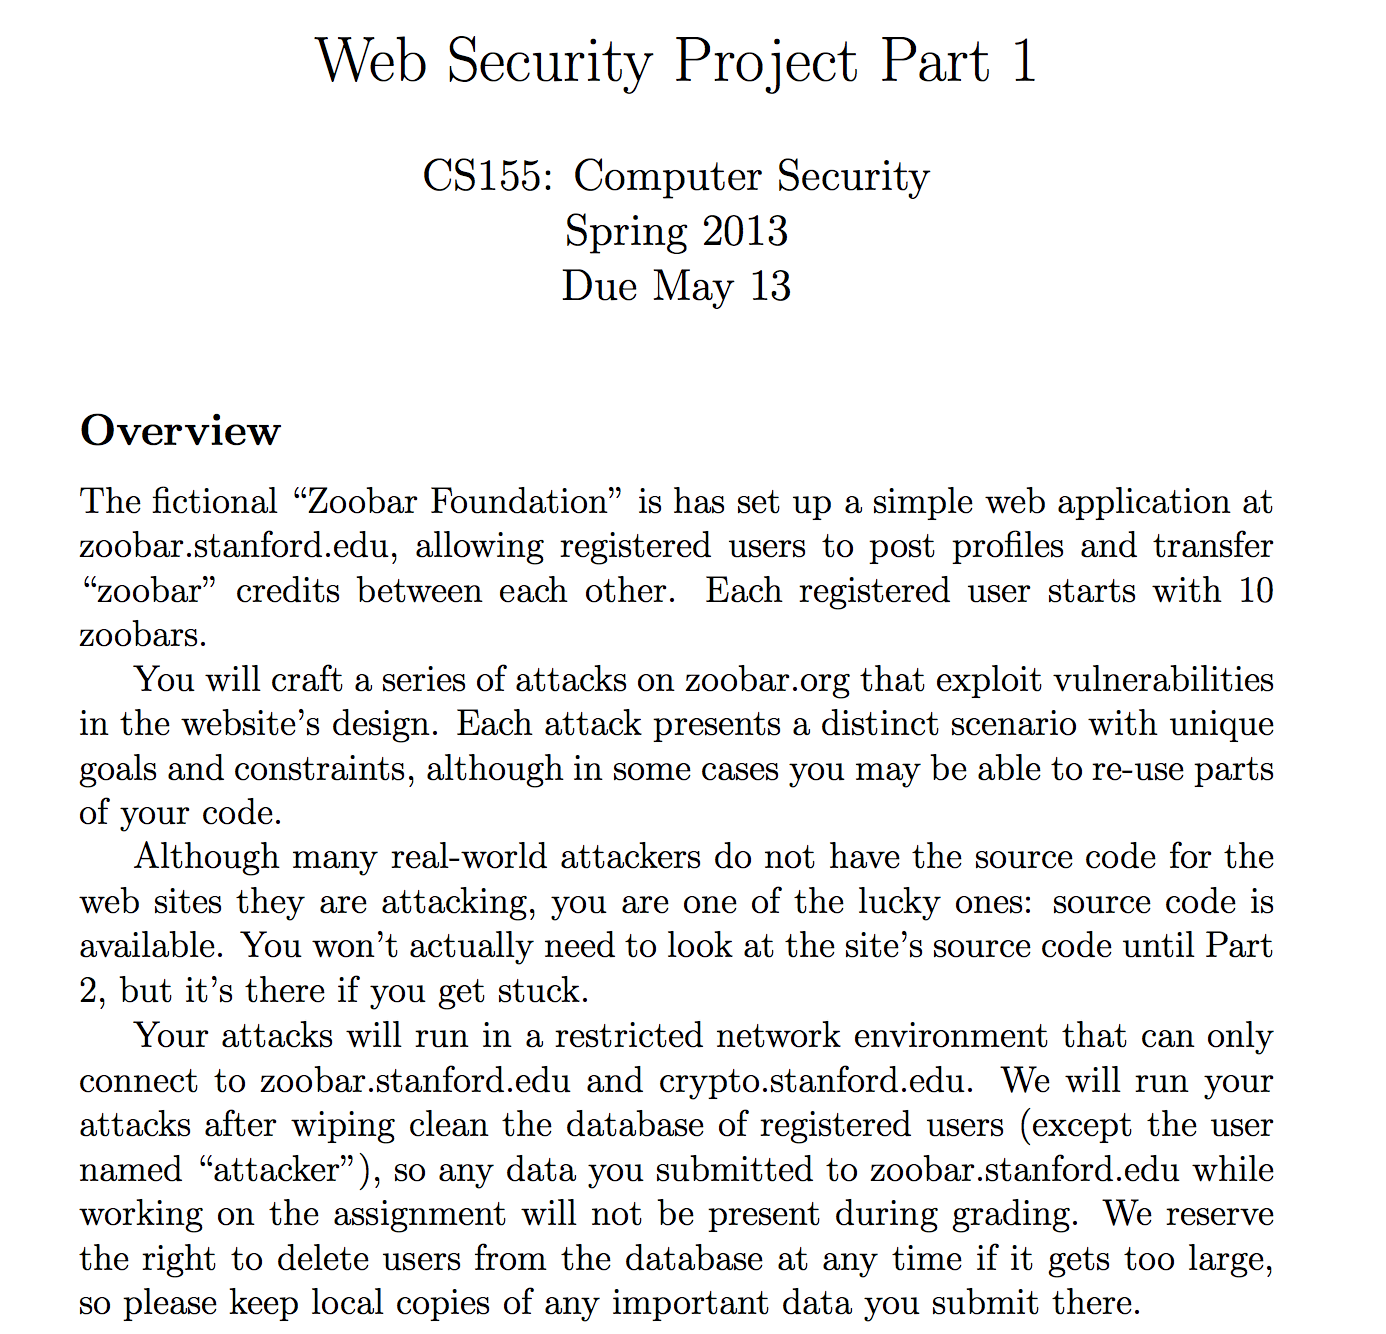 Web Security Project Part 1
CS155: Computer Security
Spring 2013
Due May 13
Overview
The fictional “Zoobar Foundation” is has set up a simple web application at
zoobar.stanford.edu, allowing registered users to post profiles and transfer
“zoobar” credits between each other. Each registered user starts with 10
zoobars.
You will craft a series of attacks on zoobar.org that exploit vulnerabilities
in the website’s design. Each attack presents a distinct scenario with unique
goals and constraints, although in some cases you may be able to re-use parts
of your code.
Although many real-world attackers do not have the source code for the
web sites they are attacking, you are one of the lucky ones: source code is
available. You won’t actually need to look at the site’s source code until Part
2, but it’s there if you get stuck.
Your attacks will run in a restricted network environment that can only
connect to zoobar.stanford.edu and crypto.stanford.edu. We will run your
attacks after wiping clean the database of registered users (except the user
named “attacker”), so any data you submitted to zoobar.stanford.edu while
working on the assignment will not be present during grading. We reserve
the right to delete users from the database at any time if it gets too large,
so please keep local copies of any important data you submit there.